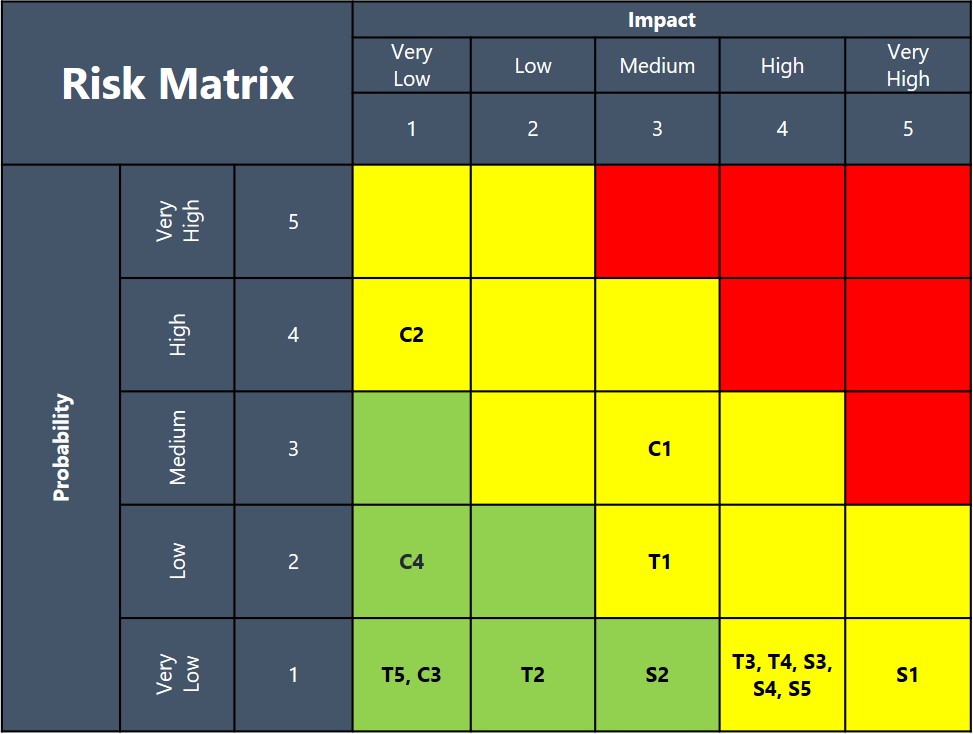 Risk Matrix
Impact
Very
Low
Low
Medium
High
Very
High
1
2
3
4
5
Probability
Very
High
5
High
4
C2
Medium
3
C1
Low
2
C4
T1
Very
Low
1
T5, C3
T2
S2
T3, T4, S3,
S4, S5
S1